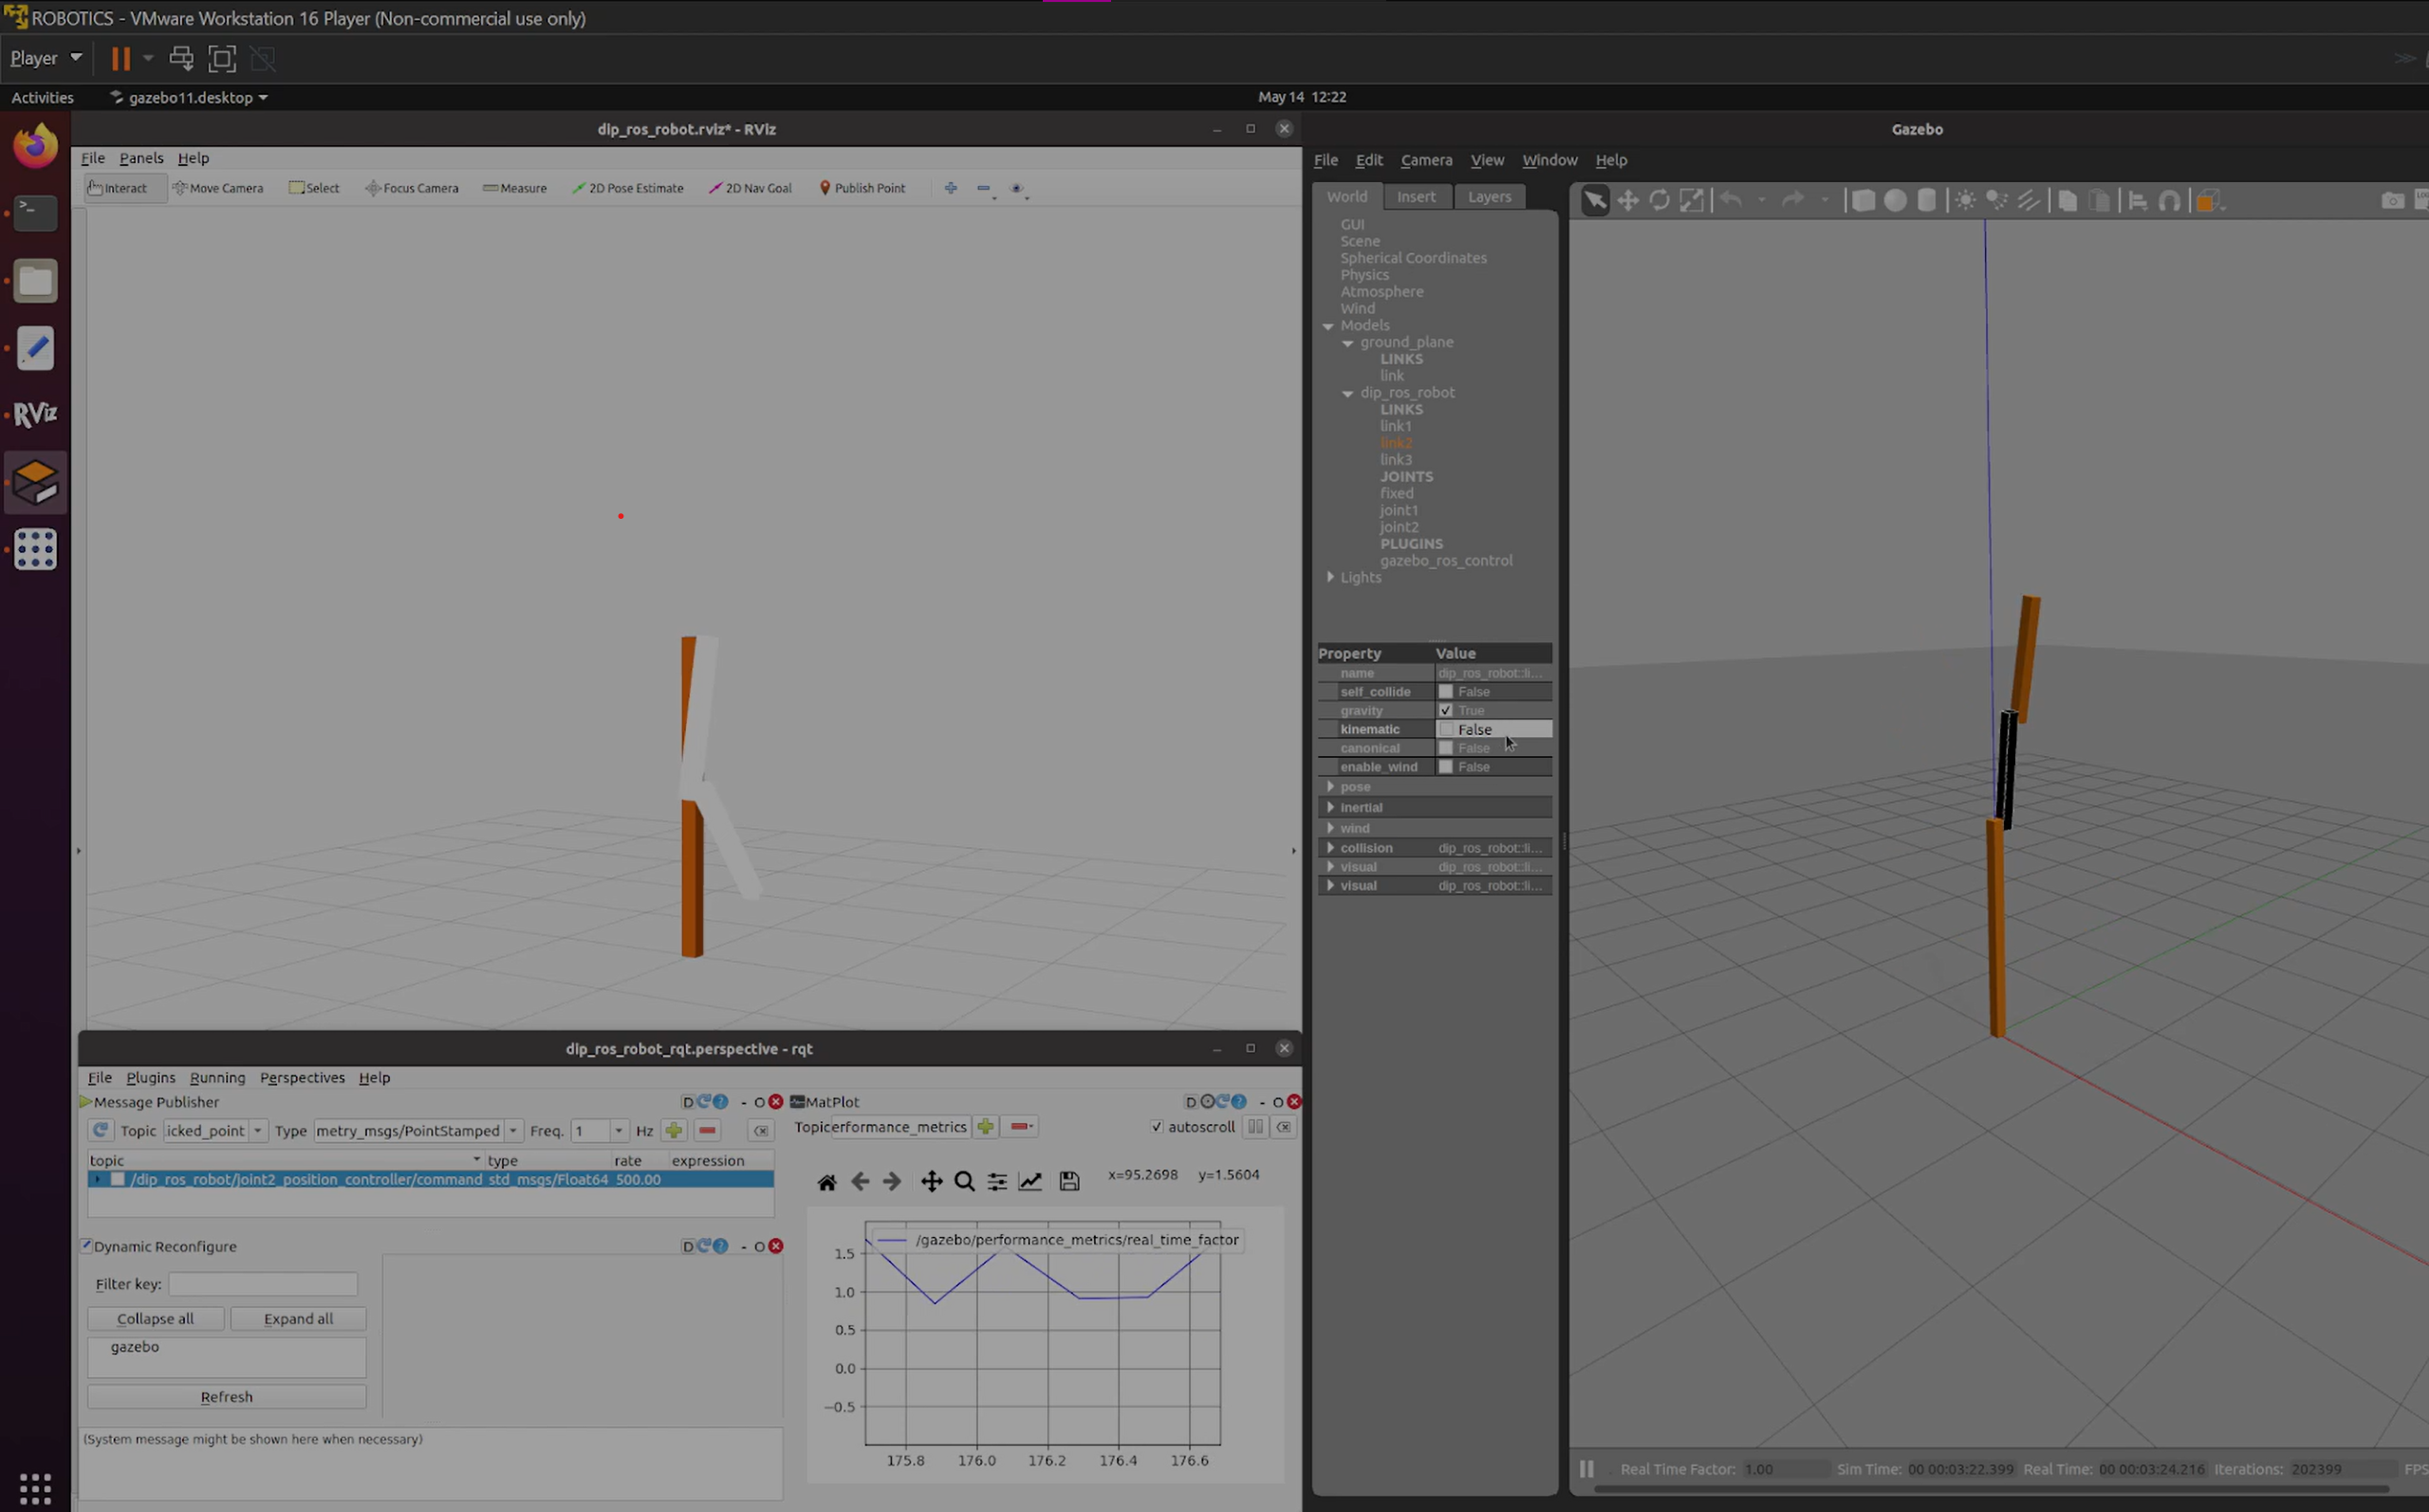 ROBOTICS - VMware Workstation 16 Player (Non-commercial use only)
Player
Activities
gazebo11.desktop
May 14 12:22
dip_ros_robot.rviz* - RViz
File Panels Help
Interact Move Camera Select Focus Camera Measure 2D Pose Estimate 2D Nav Goal Publish Point
RViz
Gazebo
File Edit Camera View Window Help
World Insert Layers
GUI
Scene
Spherical Coordinates
Physics
Atmosphere
Wind
Models
ground_plane
LINKS
link
dip_ros_robot
LINKS
link1
link2
link3
JOINTS
fixed
joint1
joint2
PLUGINS
gazebo_ros_control
Lights
Property Value
name dip_ros_robot::li...
self_collide False
gravity True
kinematic False
canonical False
enable_wind False
pose
inertial
wind
collision dip_ros_robot::li...
visual dip_ros_robot::li...
visual dip_ros_robot::li...
Real Time Factor: 1.00 Sim Time: 00 00:03:22.399 Real Time: 00 00:03:24.216 Iterations: 202399 FPS
dip_ros_robot_rqt.perspective - rqt
File Plugins Running Perspectives Help
Message Publisher D - O
Topic icked_point Type metry_msgs/PointStamped Freq. 1 Hz
topic type rate expression
/dip_ros_robot/joint2_position_controller/command std_msgs/Float64 500.00
Dynamic Reconfigure D - O
Filter key:
Collapse all Expand all
gazebo
Refresh
(System message might be shown here when necessary)
MatPlot D - O
Topic erformance_metrics autoscroll
x=95.2698 y=1.5604
/gazebo/performance_metrics/real_time_factor
1.5
1.0
0.5
0.0
−0.5
175.8 176.0 176.2 176.4 176.6